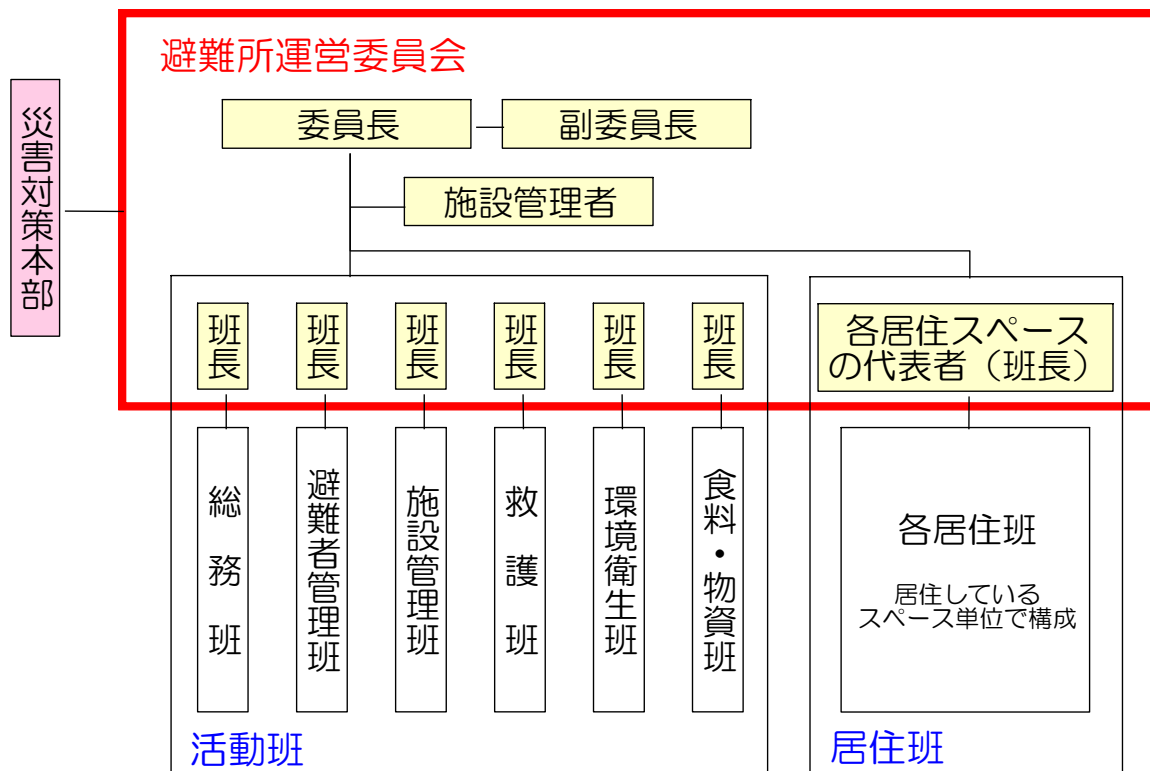 避難所運営委員会
災害対策本部
委員長
副委員長
施設管理者
班長
班長
班長
班長
班長
班長
各居住スペース
の代表者（班長）
総務班
避難者管理班
施設管理班
救護班
環境衛生班
食料・物資班
各居住班
居住している
スペース単位で構成
活動班
居住班